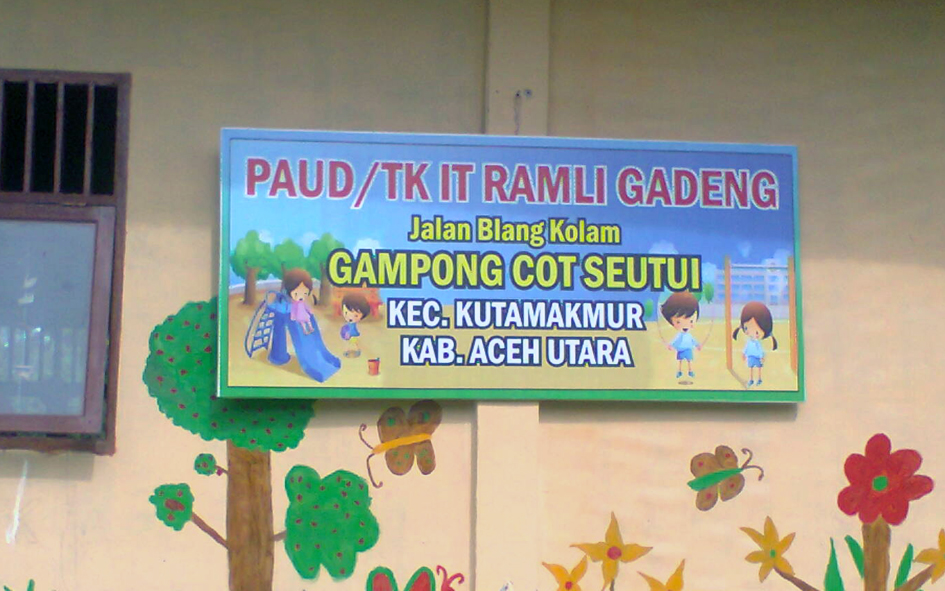 PAUD/TK IT RAMLI GADENG
Jalan Blang Kolam
GAMPONG COT SEUTUI
KEC. KUTAMAKMUR
KAB. ACEH UTARA